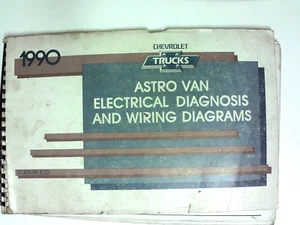 1990
CHEVROLET
TRUCKS
ASTRO VAN
ELECTRICAL DIAGNOSIS
AND WIRING DIAGRAMS